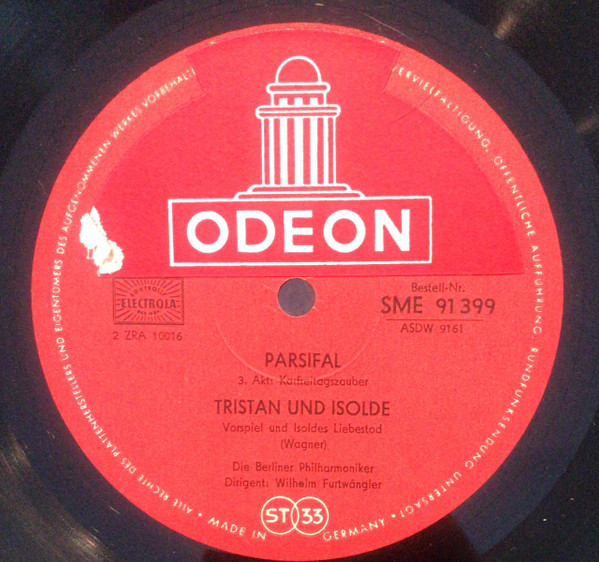 ALLE RECHTE DES PLATTENHERSTELLERS UND EIGENTÜMERS DES AUFGENOMMENEN WERKES VORBEHALT
VERVIELFÄLTIGUNG, ÖFFENTLICHE AUFFÜHRUNG, RUNDFUNKSENDUNG UNTERSAGT •
ODEON
ELECTROLA
2 ZRA 10016
Bestell-Nr.
SME 91 399
ASDW 9161
PARSIFAL
3. Akt: Karfreitagszauber
TRISTAN UND ISOLDE
Vorspiel und Isoldes Liebestod
(Wagner)
Die Berliner Philharmoniker
Dirigent: Wilhelm Furtwängler
ST 33
• MADE IN GERMANY •